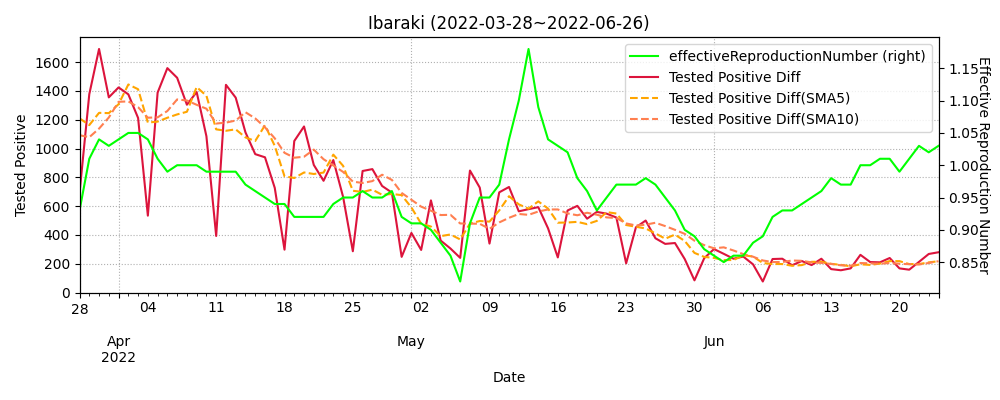 Ibaraki (2022-03-28~2022-06-26)
effectiveReproductionNumber (right)
Tested Positive Diff
Tested Positive Diff(SMA5)
Tested Positive Diff(SMA10)
Tested Positive
1600
1400
1200
1000
800
600
400
200
0
1.15
1.10
1.05
1.00
0.95
0.90
0.85
Effective Reproduction Number
28 04 11 18 25 02 09 16 23 30 06 13 20
Apr May Jun
2022
Date